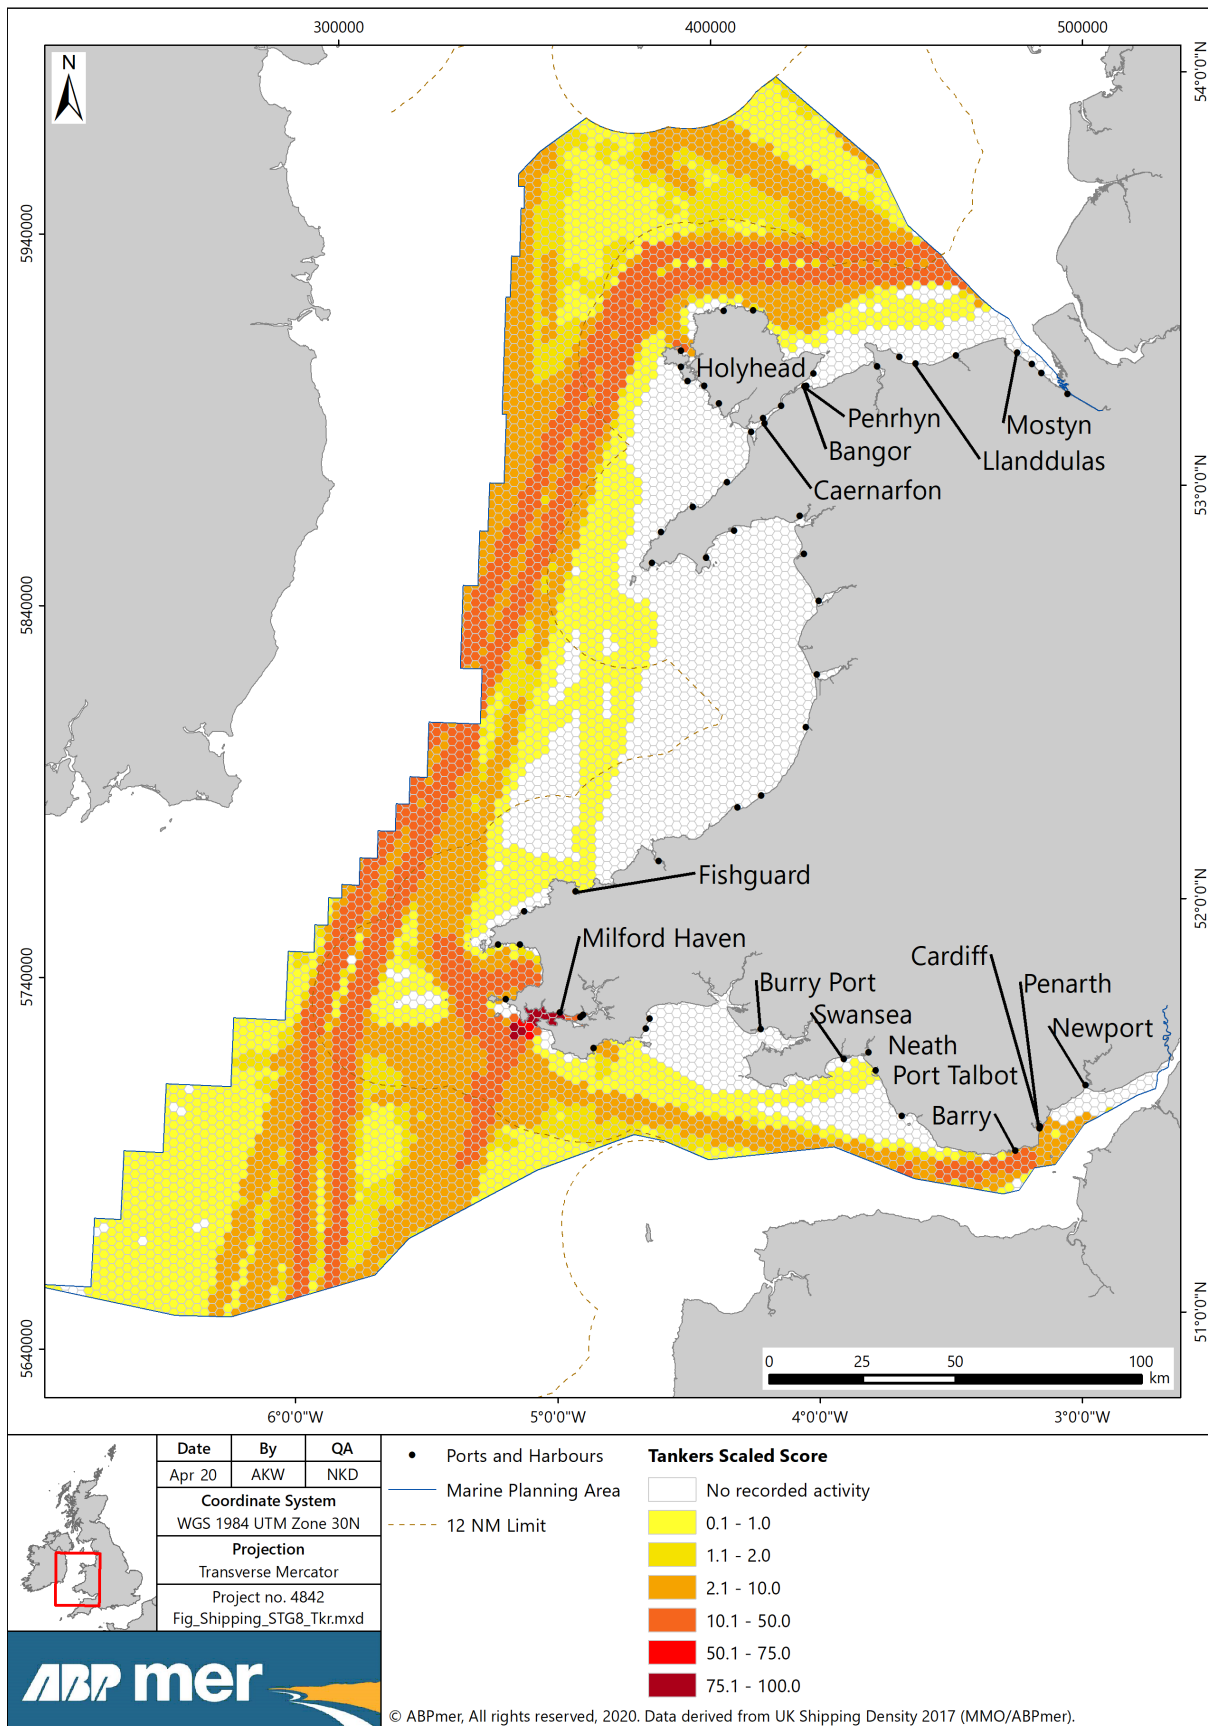 300000 400000 500000
N
54°0'0"N
5940000
Holyhead
Penrhyn
Mostyn
Bangor
Llanddulas
Caernarfon
53°0'0"N
5840000
Fishguard
52°0'0"N
Milford Haven
Cardiff
5740000
Burry Port
Penarth
Swansea
Newport
Neath
Port Talbot
Barry
51°0'0"N
5640000
0 25 50 100
km
6°0'0"W 5°0'0"W 4°0'0"W 3°0'0"W
Date By QA
Apr 20 AKW NKD
Coordinate System
WGS 1984 UTM Zone 30N
Projection
Transverse Mercator
Project no. 4842
Fig_Shipping_STG8_Tkr.mxd
ABPmer
Ports and Harbours
Marine Planning Area
12 NM Limit
Tankers Scaled Score
No recorded activity
0.1 - 1.0
1.1 - 2.0
2.1 - 10.0
10.1 - 50.0
50.1 - 75.0
75.1 - 100.0
© ABPmer, All rights reserved, 2020. Data derived from UK Shipping Density 2017 (MMO/ABPmer).